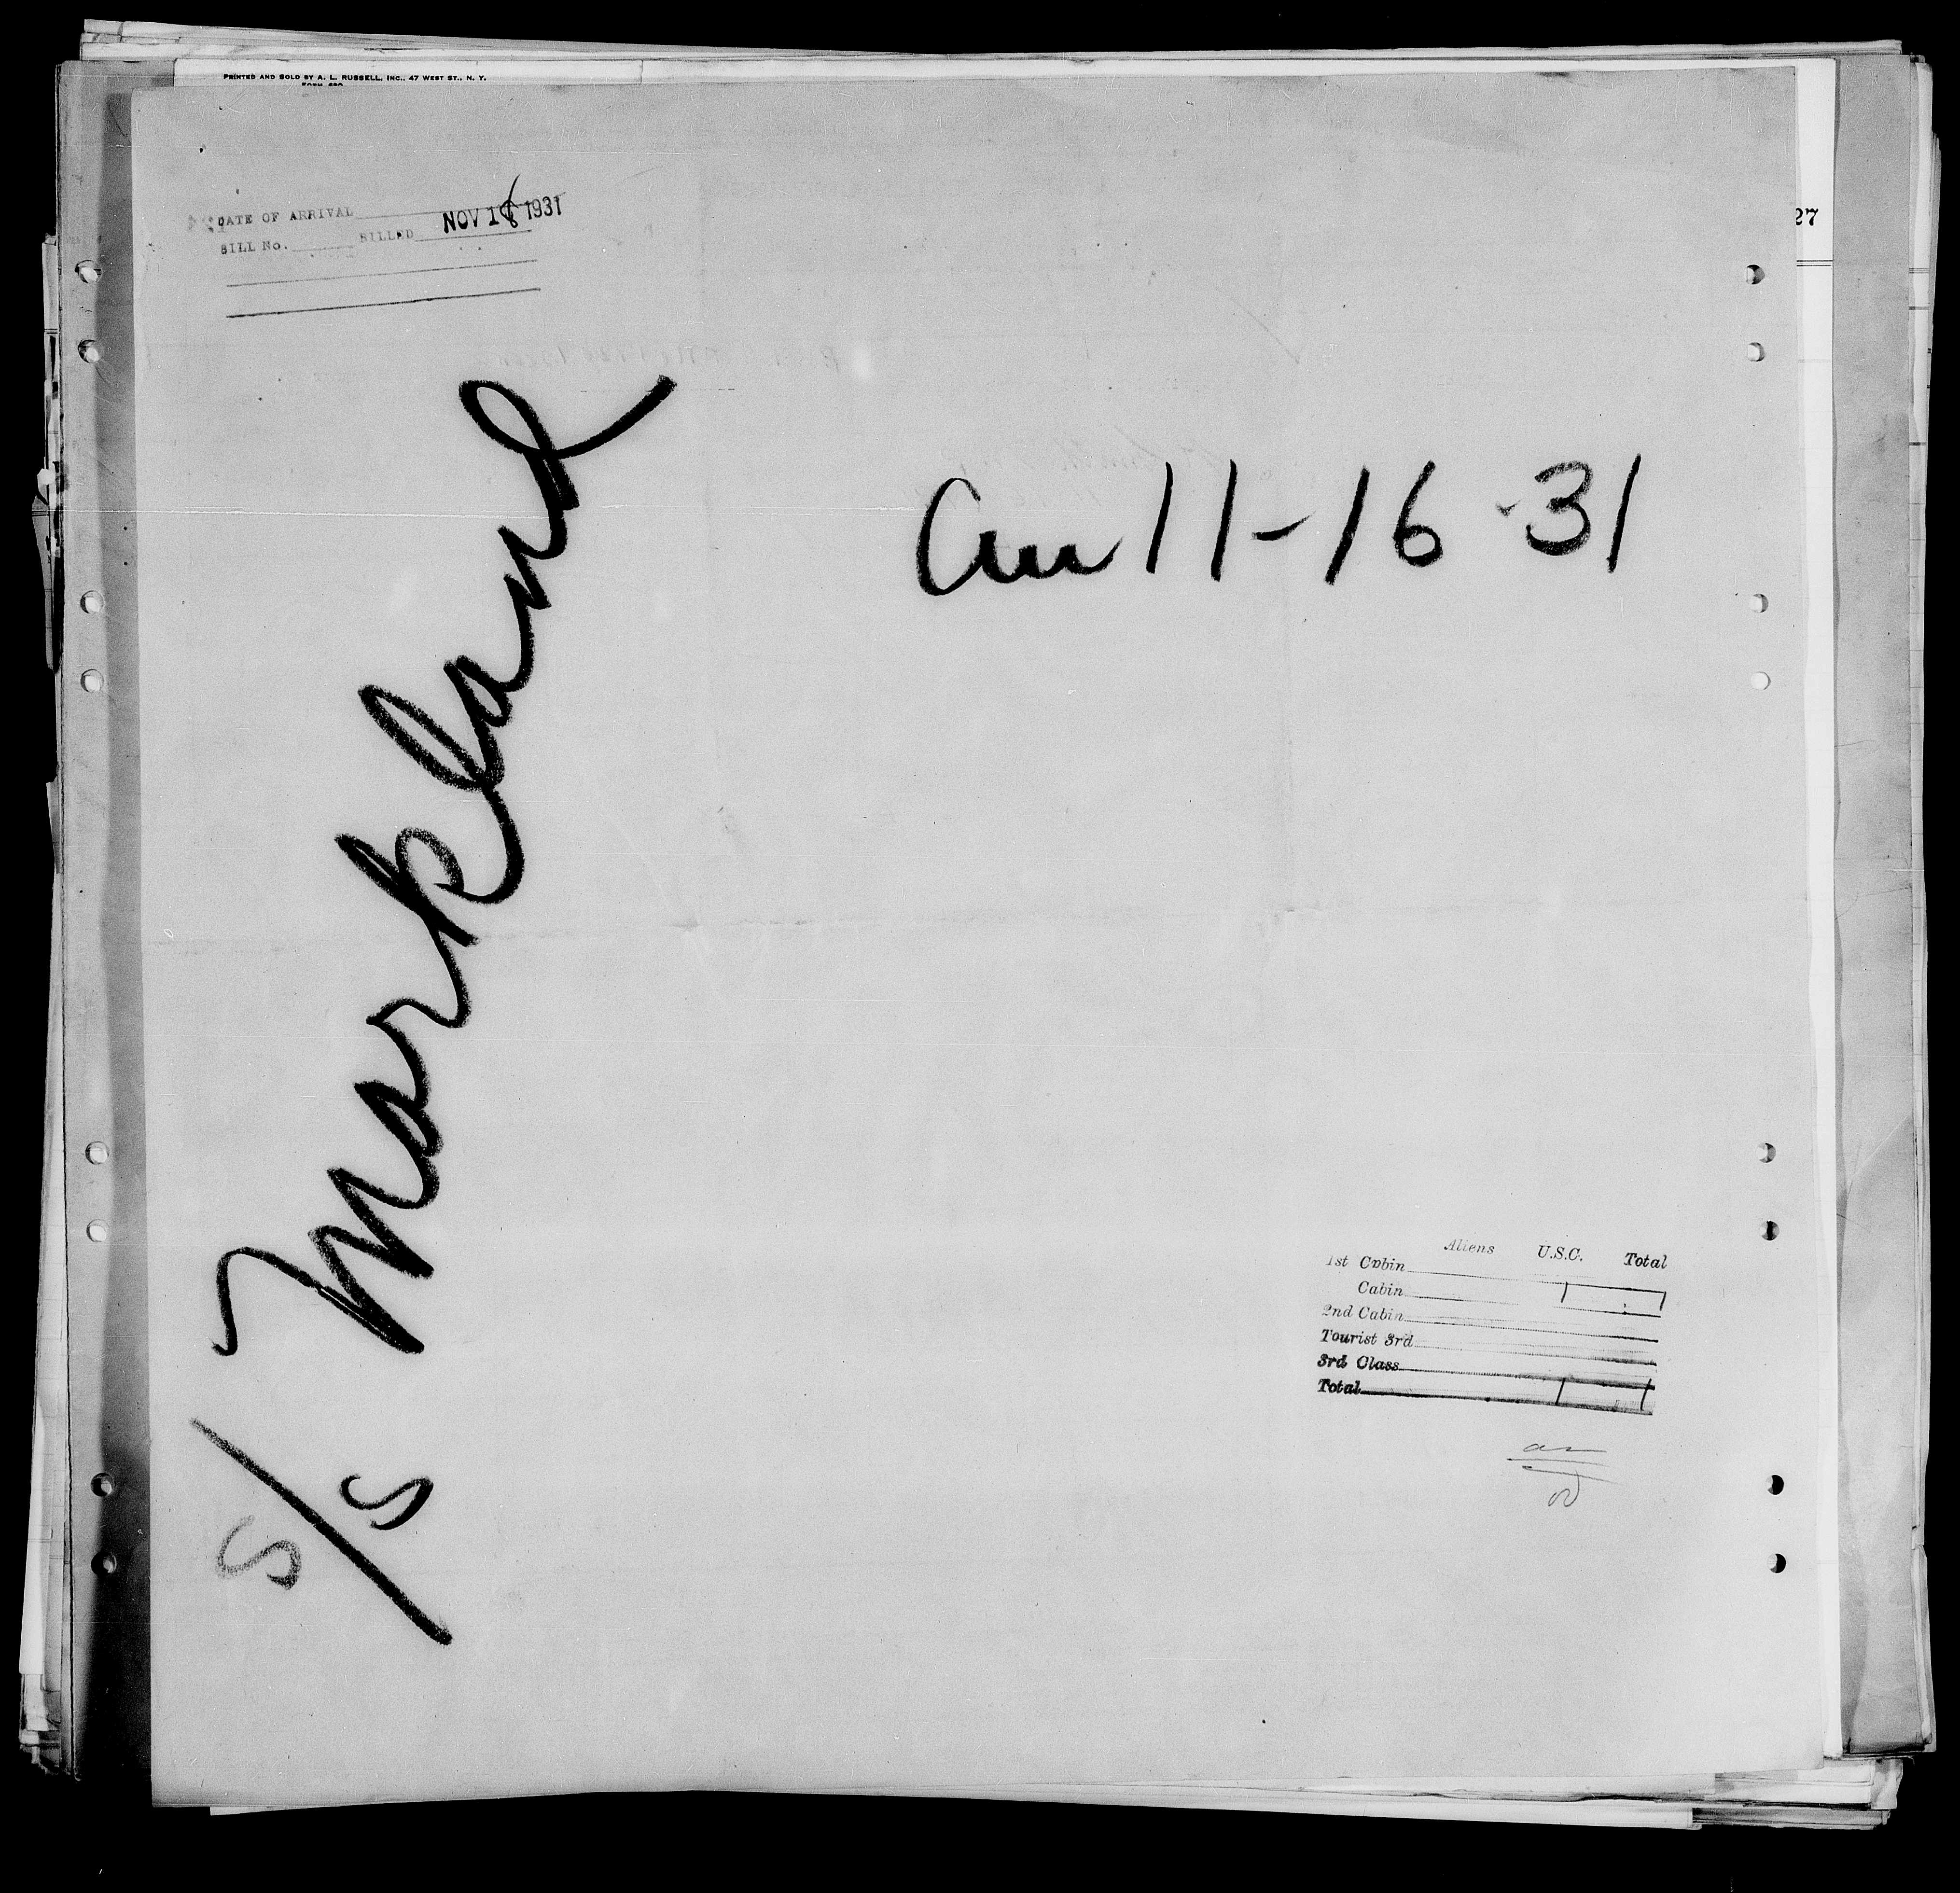 PRINTED AND SOLD BY A. L. RUSSELL, INC., 47 WEST ST., N. Y.
27
DATE OF ARRIVAL
BILL No. BILLED NOV 16 1931
Arr 11-16-31
S/S Markland
Aliens U.S.C. Total
1st Cabin
Cabin 1 1
2nd Cabin
Tourist 3rd
3rd Class
Total 1 1